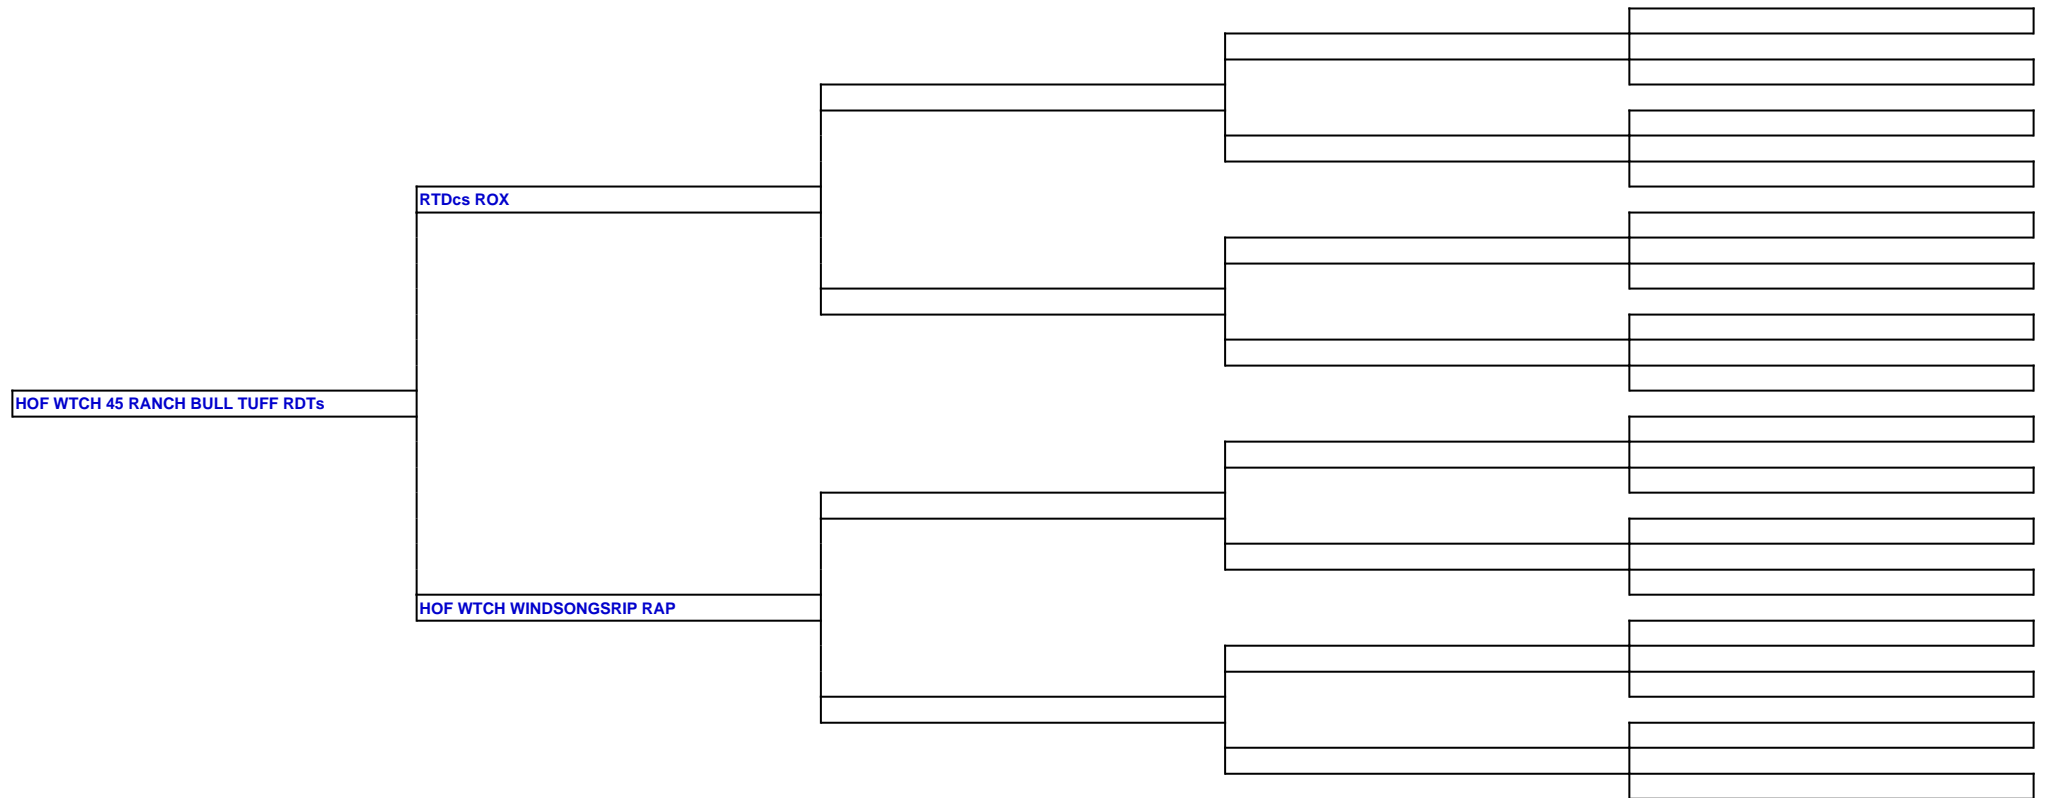 RTDcs ROX
HOF WTCH 45 RANCH BULL TUFF RDTs
HOF WTCH WINDSONGSRIP RAP